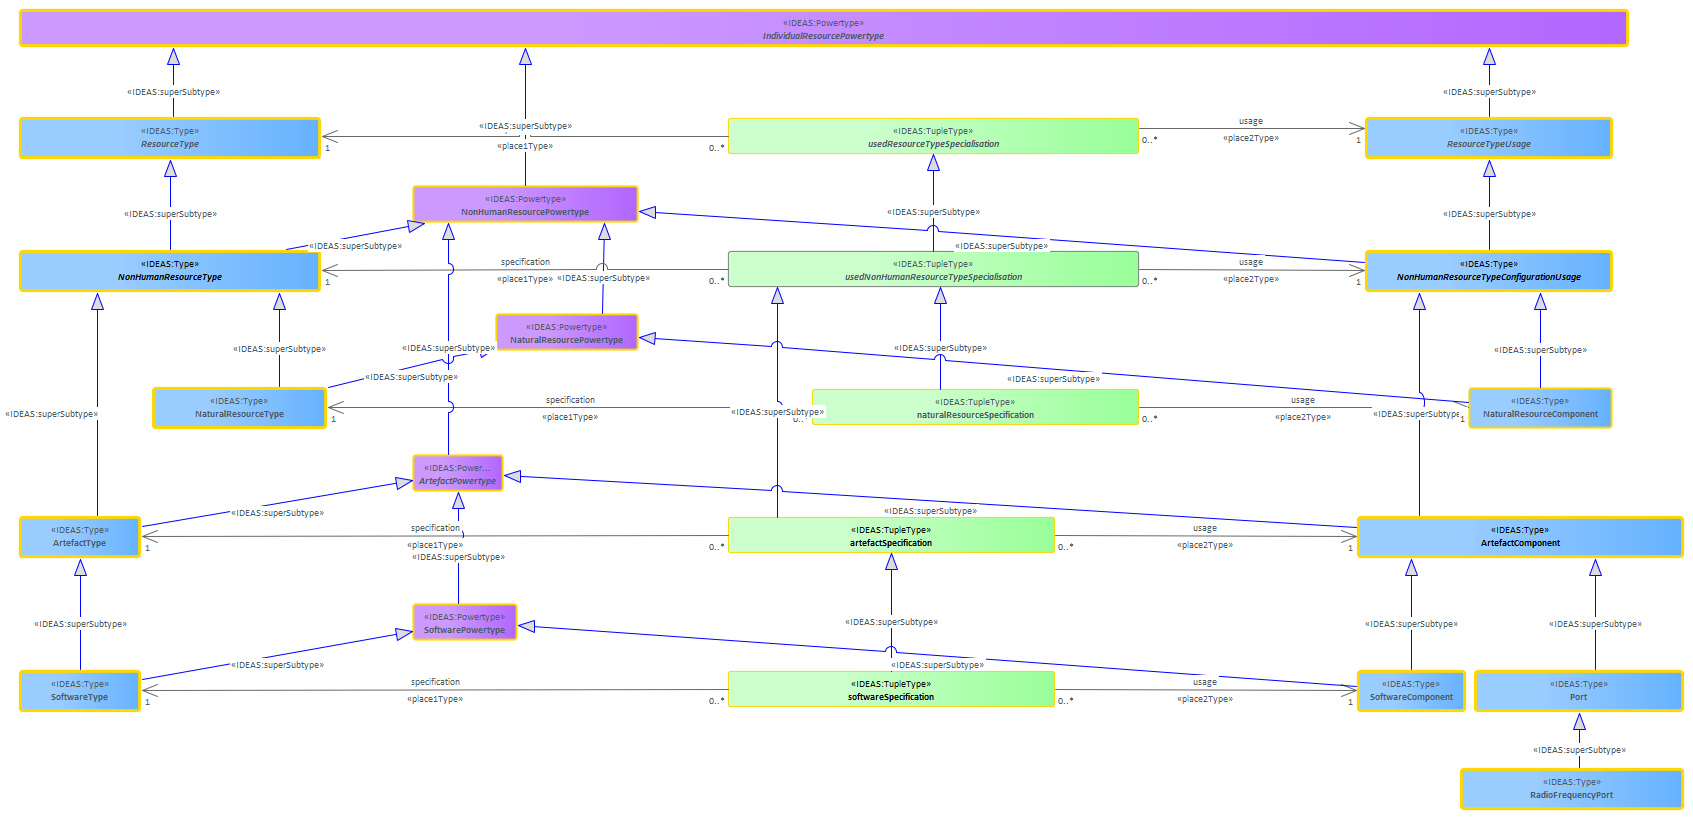 «IDEAS:Powertype»
IndividualResourcePowertype
«IDEAS:superSubtype»
«IDEAS:superSubtype»
«IDEAS:superSubtype»
«IDEAS:Type»
ResourceType
1
«place1Type»
0..*
«IDEAS:TupleType»
usedResourceTypeSpecialisation
0..*
usage
«place2Type»
1
«IDEAS:Type»
ResourceTypeUsage
«IDEAS:superSubtype»
«IDEAS:Powertype»
NonHumanResourcePowertype
«IDEAS:superSubtype»
«IDEAS:superSubtype»
«IDEAS:superSubtype»
«IDEAS:superSubtype»
«IDEAS:Type»
NonHumanResourceType
1
specification
«place1Type»
«IDEAS:superSubtype»
0..*
«IDEAS:TupleType»
usedNonHumanResourceTypeSpecialisation
0..*
usage
«place2Type»
1
«IDEAS:Type»
NonHumanResourceTypeConfigurationUsage
«IDEAS:Powertype»
NaturalResourcePowertype
«IDEAS:superSubtype»
«IDEAS:superSubtype»
«IDEAS:superSubtype»
«IDEAS:superSubtype»
«IDEAS:superSubtype»
«IDEAS:superSubtype»
«IDEAS:Type»
NaturalResourceType
1
specification
«place1Type»
«IDEAS:TupleType»
naturalResourceSpecification
0..*
usage
«place2Type»
1
«IDEAS:Type»
NaturalResourceComponent
«IDEAS:superSubtype»
«IDEAS:superSubtype»
«IDEAS:superSubtype
«IDEAS:Power...
ArtefactPowertype
«IDEAS:superSubtype»
«IDEAS:superSubtype»
«IDEAS:Type»
ArtefactType
1
specification
«place1Type»
«IDEAS:superSubtype»
0..*
«IDEAS:TupleType»
artefactSpecification
0..*
usage
«place2Type»
1
«IDEAS:Type»
ArtefactComponent
«IDEAS:Powertype»
SoftwarePowertype
«IDEAS:superSubtype»
«IDEAS:superSubtype»
«IDEAS:superSubtype»
«IDEAS:superSubtype»
«IDEAS:superSubtype»
«IDEAS:superSubtype»
«IDEAS:Type»
SoftwareType
1
specification
«place1Type»
0..*
«IDEAS:TupleType»
softwareSpecification
0..*
usage
«place2Type»
1
«IDEAS:Type»
SoftwareComponent
«IDEAS:Type»
Port
«IDEAS:superSubtype»
«IDEAS:Type»
RadioFrequencyPort